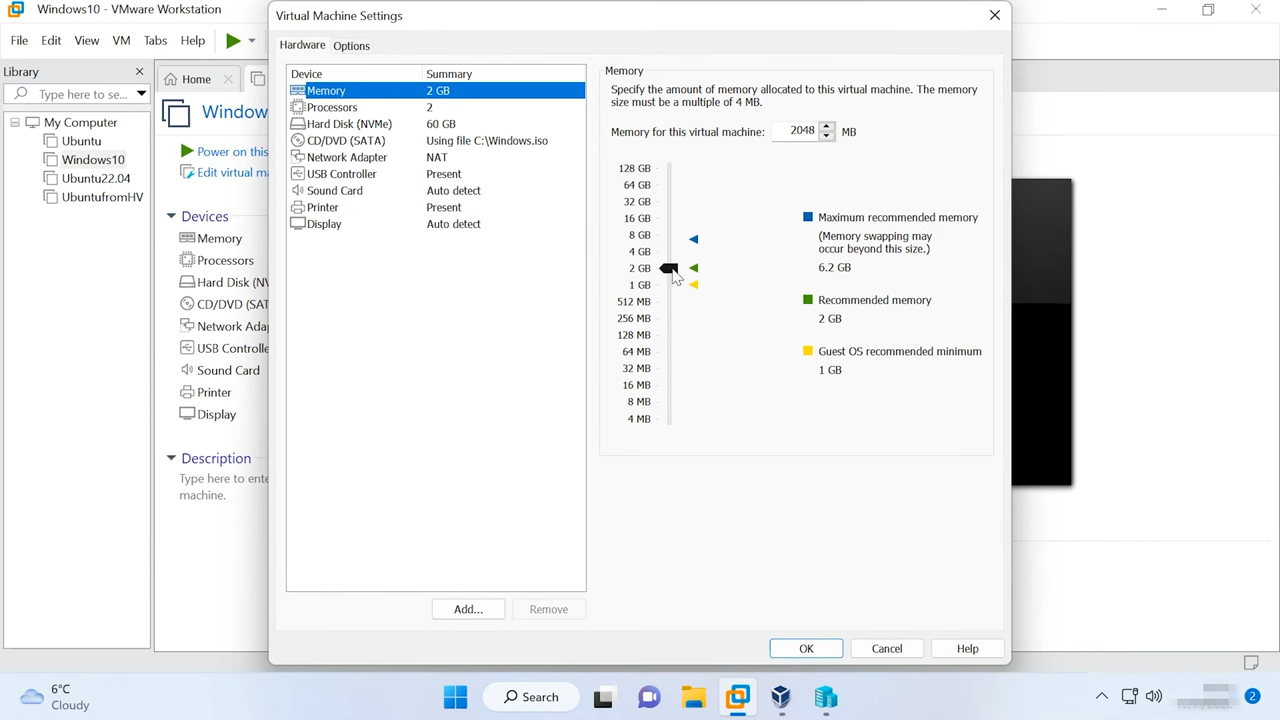 Windows10 - VMware Workstation
File Edit View VM Tabs Help
Library
Type here to se...
My Computer
Ubuntu
Windows10
Ubuntu22.04
UbuntufromHV
Home
Window
Power on this
Edit virtual m
Devices
Memory
Processors
Hard Disk (NV
CD/DVD (SATA
Network Adap
USB Controlle
Sound Card
Printer
Display
Description
Type here to ente
machine.
Virtual Machine Settings
Hardware Options
Device Summary
Memory 2 GB
Processors 2
Hard Disk (NVMe) 60 GB
CD/DVD (SATA) Using file C:\Windows.iso
Network Adapter NAT
USB Controller Present
Sound Card Auto detect
Printer Present
Display Auto detect
Add... Remove
Memory
Specify the amount of memory allocated to this virtual machine. The memory
size must be a multiple of 4 MB.
Memory for this virtual machine: 2048 MB
128 GB
64 GB
32 GB
16 GB
8 GB
4 GB
2 GB
1 GB
512 MB
256 MB
128 MB
64 MB
32 MB
16 MB
8 MB
4 MB
Maximum recommended memory
(Memory swapping may
occur beyond this size.)
6.2 GB
Recommended memory
2 GB
Guest OS recommended minimum
1 GB
OK Cancel Help
6°C
Cloudy
Search
2